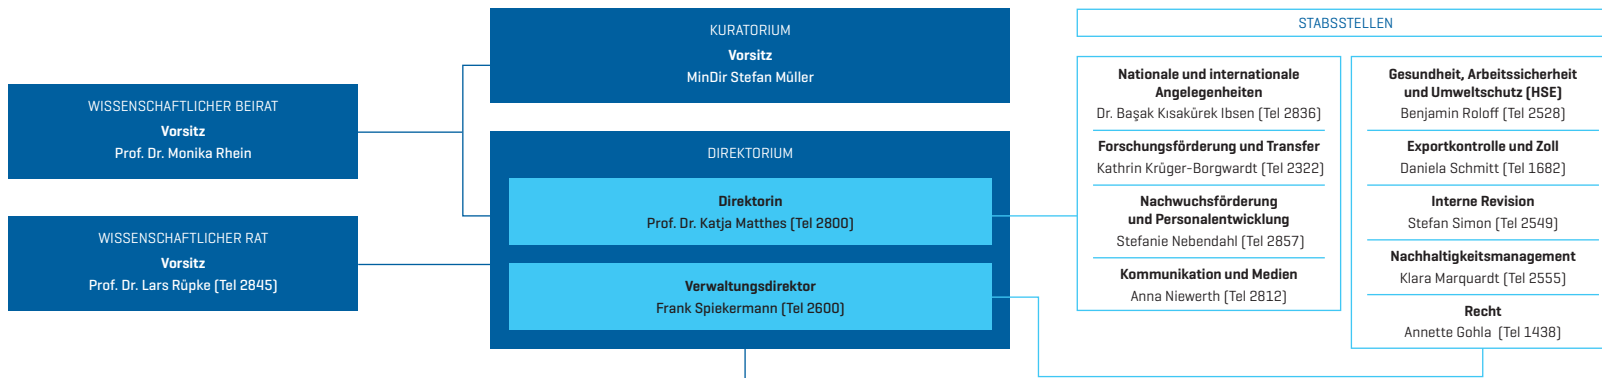 WISSENSCHAFTLICHER BEIRAT
Vorsitz
Prof. Dr. Monika Rhein
WISSENSCHAFTLICHER RAT
Vorsitz
Prof. Dr. Lars Rüpke (Tel 2845)
KURATORIUM
Vorsitz
MinDir Stefan Müller
DIREKTORIUM
Direktorin
Prof. Dr. Katja Matthes (Tel 2800)
Verwaltungsdirektor
Frank Spiekermann (Tel 2600)
STABSSTELLEN
Nationale und internationale
Angelegenheiten
Dr. Başak Kısakürek Ibsen (Tel 2836)
Forschungsförderung und Transfer
Kathrin Krüger-Borgwardt (Tel 2322)
Nachwuchsförderung
und Personalentwicklung
Stefanie Nebendahl (Tel 2857)
Kommunikation und Medien
Anna Niewerth (Tel 2812)
Gesundheit, Arbeitssicherheit
und Umweltschutz (HSE)
Benjamin Roloff (Tel 2528)
Exportkontrolle und Zoll
Daniela Schmitt (Tel 1682)
Interne Revision
Stefan Simon (Tel 2549)
Nachhaltigkeitsmanagement
Klara Marquardt (Tel 2555)
Recht
Annette Gohla (Tel 1438)